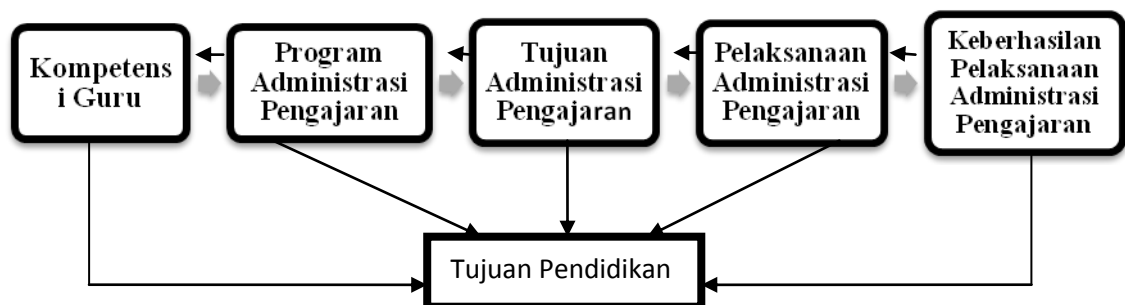 Kompetens
i Guru
Program
Administrasi
Pengajaran
Tujuan
Administrasi
Pengajaran
Pelaksanaan
Administrasi
Pengajaran
Keberhasilan
Pelaksanaan
Administrasi
Pengajaran
Tujuan Pendidikan